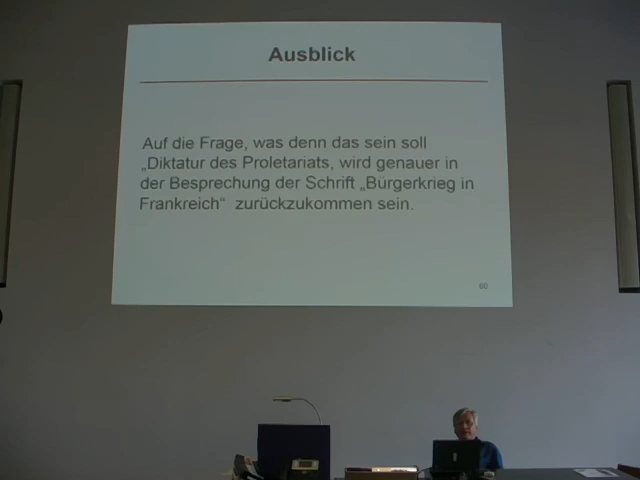 Ausblick
Auf die Frage, was denn das sein soll
„Diktatur des Proletariats, wird genauer in
der Besprechung der Schrift „Bürgerkrieg in
Frankreich“ zurückzukommen sein.
60